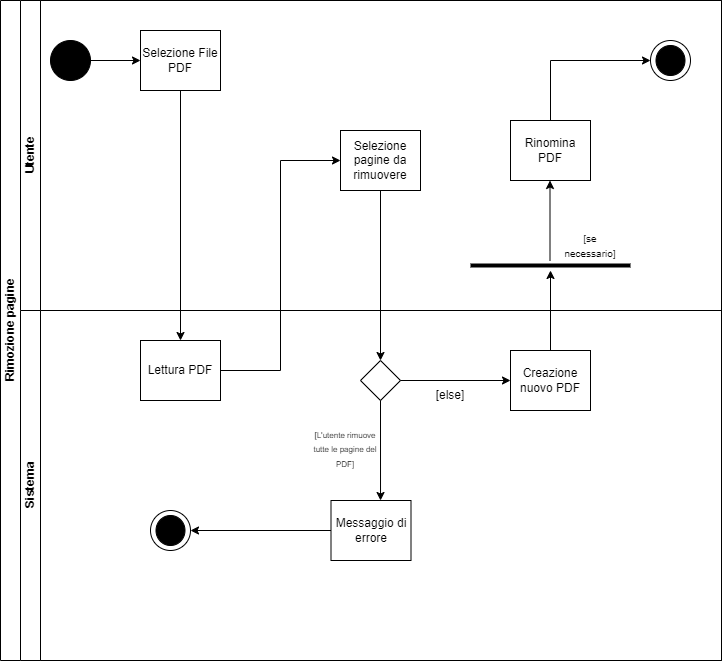 Rimozione pagine
Utente
Selezione File
PDF
Selezione
pagine da
rimuovere
Rinomina
PDF
[se
necessario]
Sistema
Lettura PDF
[else]
Creazione
nuovo PDF
[L'utente rimuove
tutte le pagine del
PDF]
Messaggio di
errore